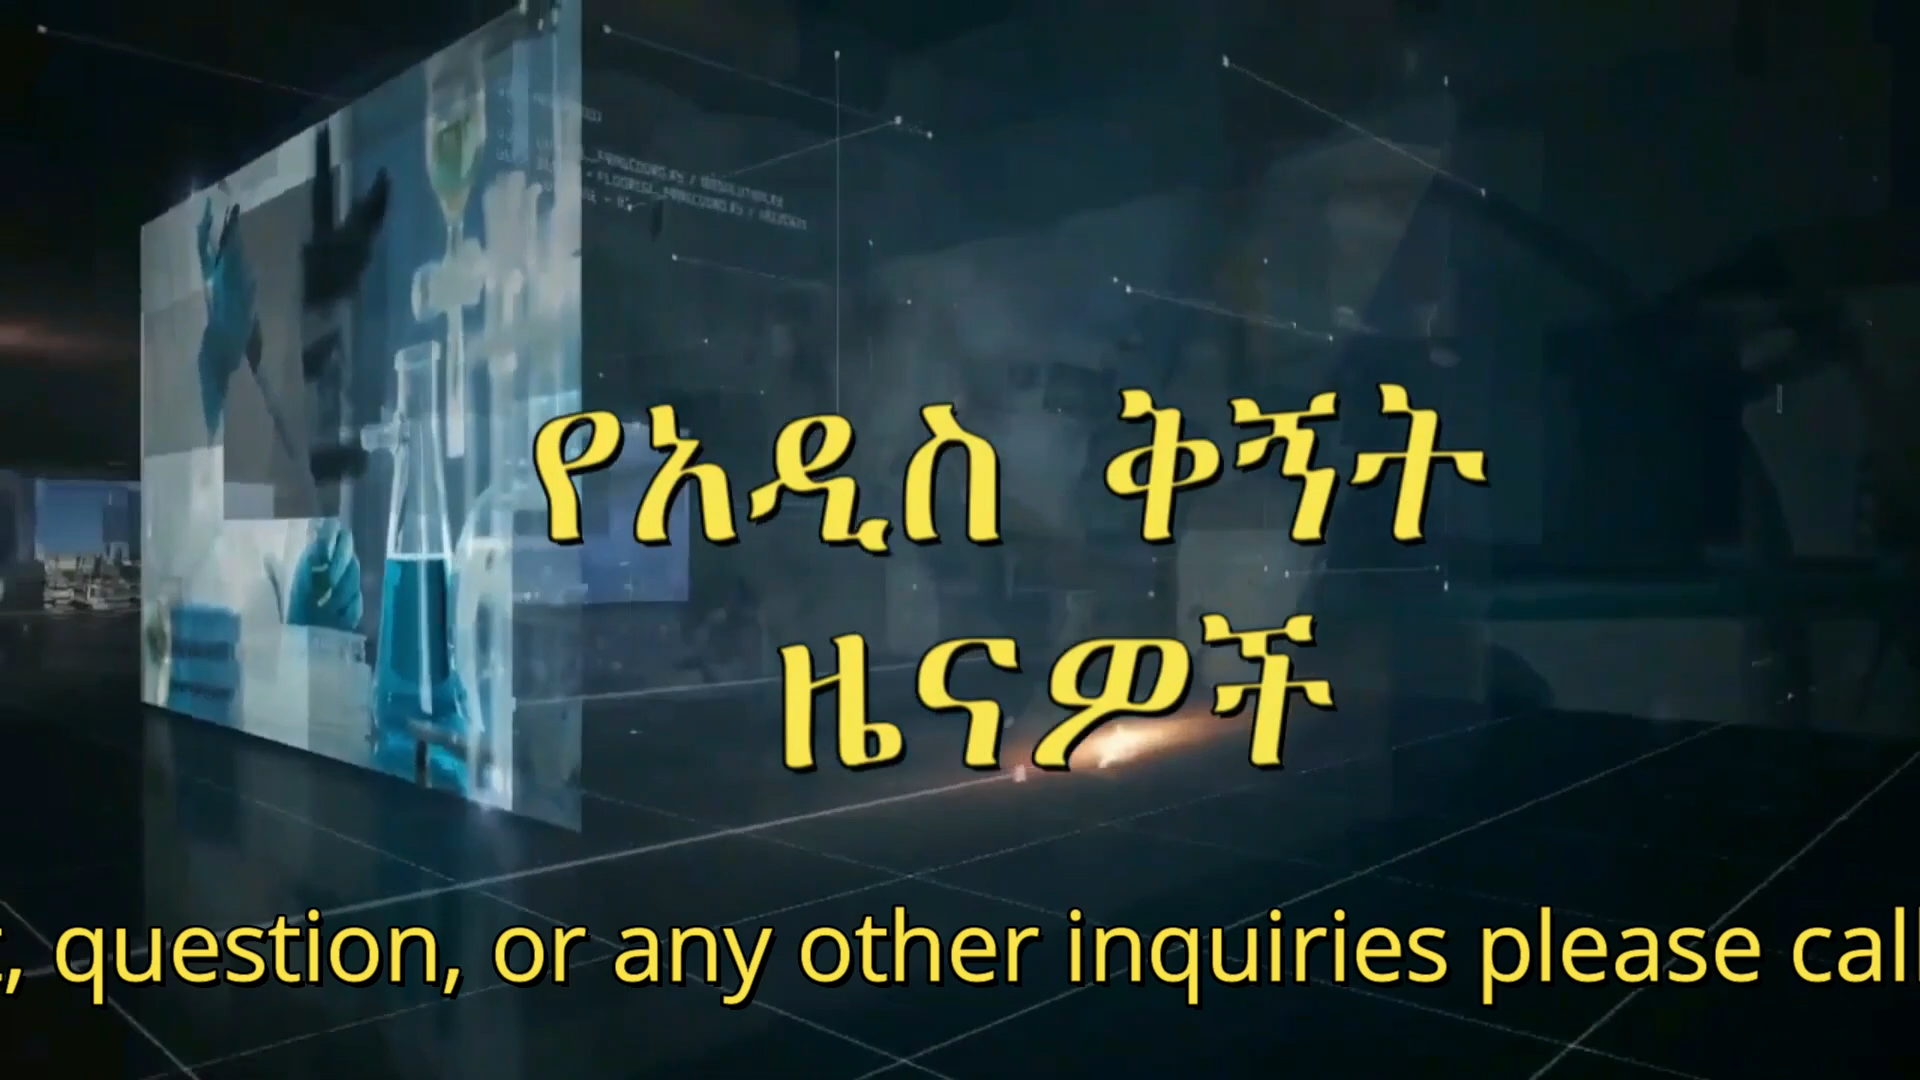 የአዲስ ቅኝት
ዜናዎች
, question, or any other inquiries please call